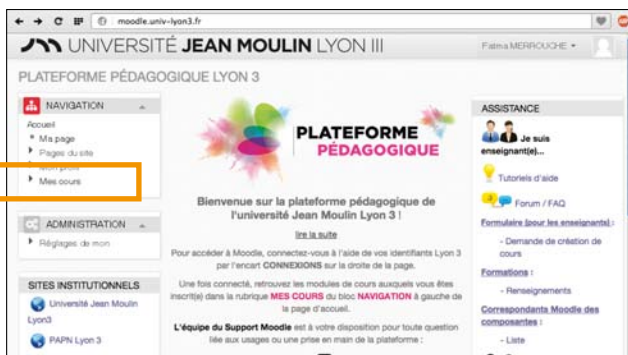 moodle.univ-lyon3.fr
UNIVERSITÉ JEAN MOULIN LYON III
Fatma MERROUCHE
PLATEFORME PÉDAGOGIQUE LYON 3
NAVIGATION
Accueil
Ma page
Pages du site
Mon profil
Mes cours
ADMINISTRATION
Réglages de mon
SITES INSTITUTIONNELS
Université Jean Moulin
Lyon3
PAPN Lyon 3
PLATEFORME
PÉDAGOGIQUE
Bienvenue sur la plateforme pédagogique de
l'université Jean Moulin Lyon 3 !
lire la suite
Pour accéder à Moodle, connectez-vous à l'aide de vos identifiants Lyon 3
par l'encart CONNEXIONS sur la droite de la page.
Une fois connecté, retrouvez les modules de cours auxquels vous êtes
inscrit(e) dans la rubrique MES COURS du bloc NAVIGATION à gauche de
la page d'accueil.
L'équipe du Support Moodle est à votre disposition pour toute question
liée aux usages ou une prise en main de la plateforme :
ASSISTANCE
Je suis
enseignant(e)...
Tutoriels d'aide
Forum / FAQ
Formulaire (pour les enseignants) :
- Demande de création de
cours
Formations :
- Renseignements
Correspondants Moodle des
composantes :
- Liste